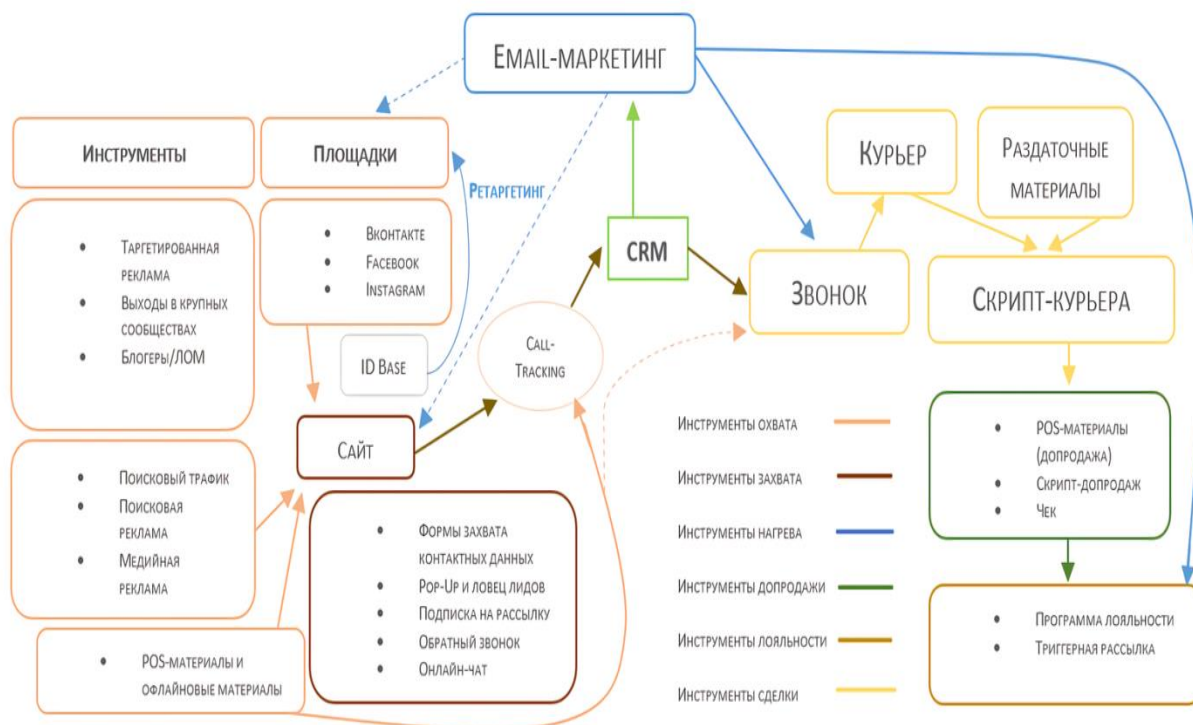 Email-маркетинг
Инструменты
Площадки
Ретаргетинг
Курьер
Раздаточные
материалы
Таргетированная
реклама
Выходы в крупных
сообществах
Блогеры/ЛОМ
Вконтакте
Facebook
Instagram
ID Base
CRM
Звонок
Скрипт-курьера
Call-
Tracking
Сайт
Поисковый трафик
Поисковая
реклама
Медийная
реклама
Формы захвата
контактных данных
Pop-Up и ловец лидов
Подписка на рассылку
Обратный звонок
Онлайн-чат
POS-материалы и
офлайновые материалы
Инструменты охвата
Инструменты захвата
Инструменты нагрева
Инструменты допродажи
Инструменты лояльности
Инструменты сделки
POS-материалы
(допродажа)
Скрипт-допродаж
Чек
Программа лояльности
Триггерная рассылка